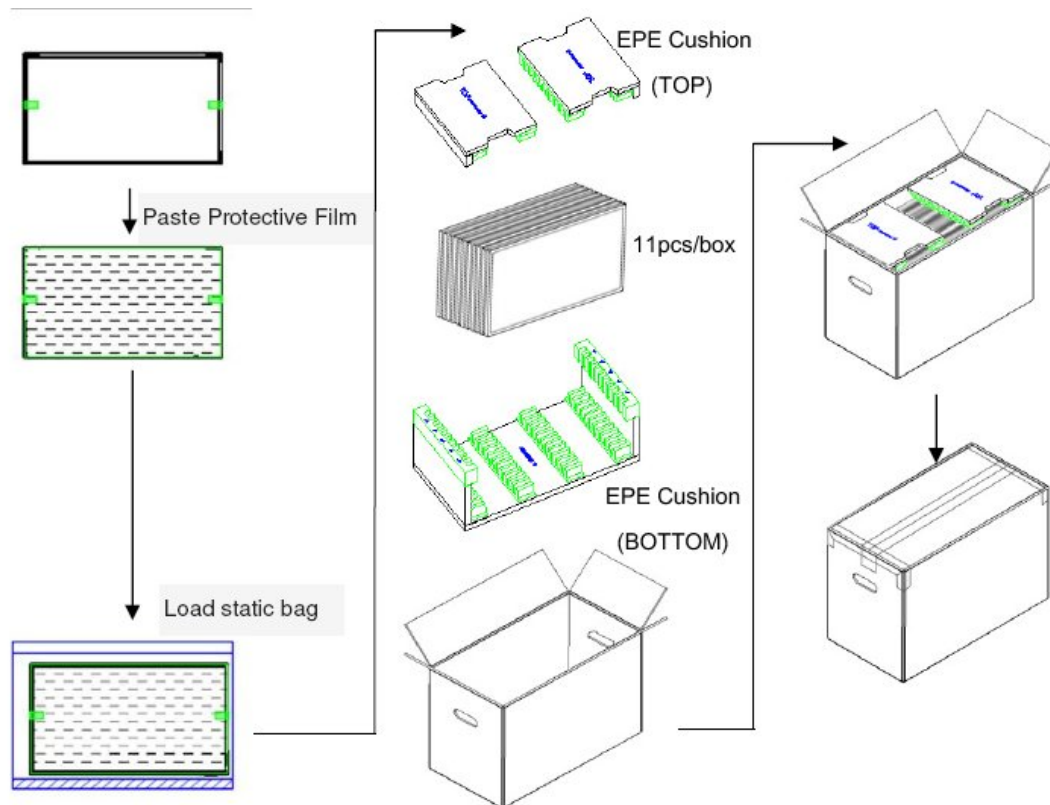 Paste Protective Film
Load static bag
EPE Cushion
(TOP)
11pcs/box
EPE Cushion
(BOTTOM)